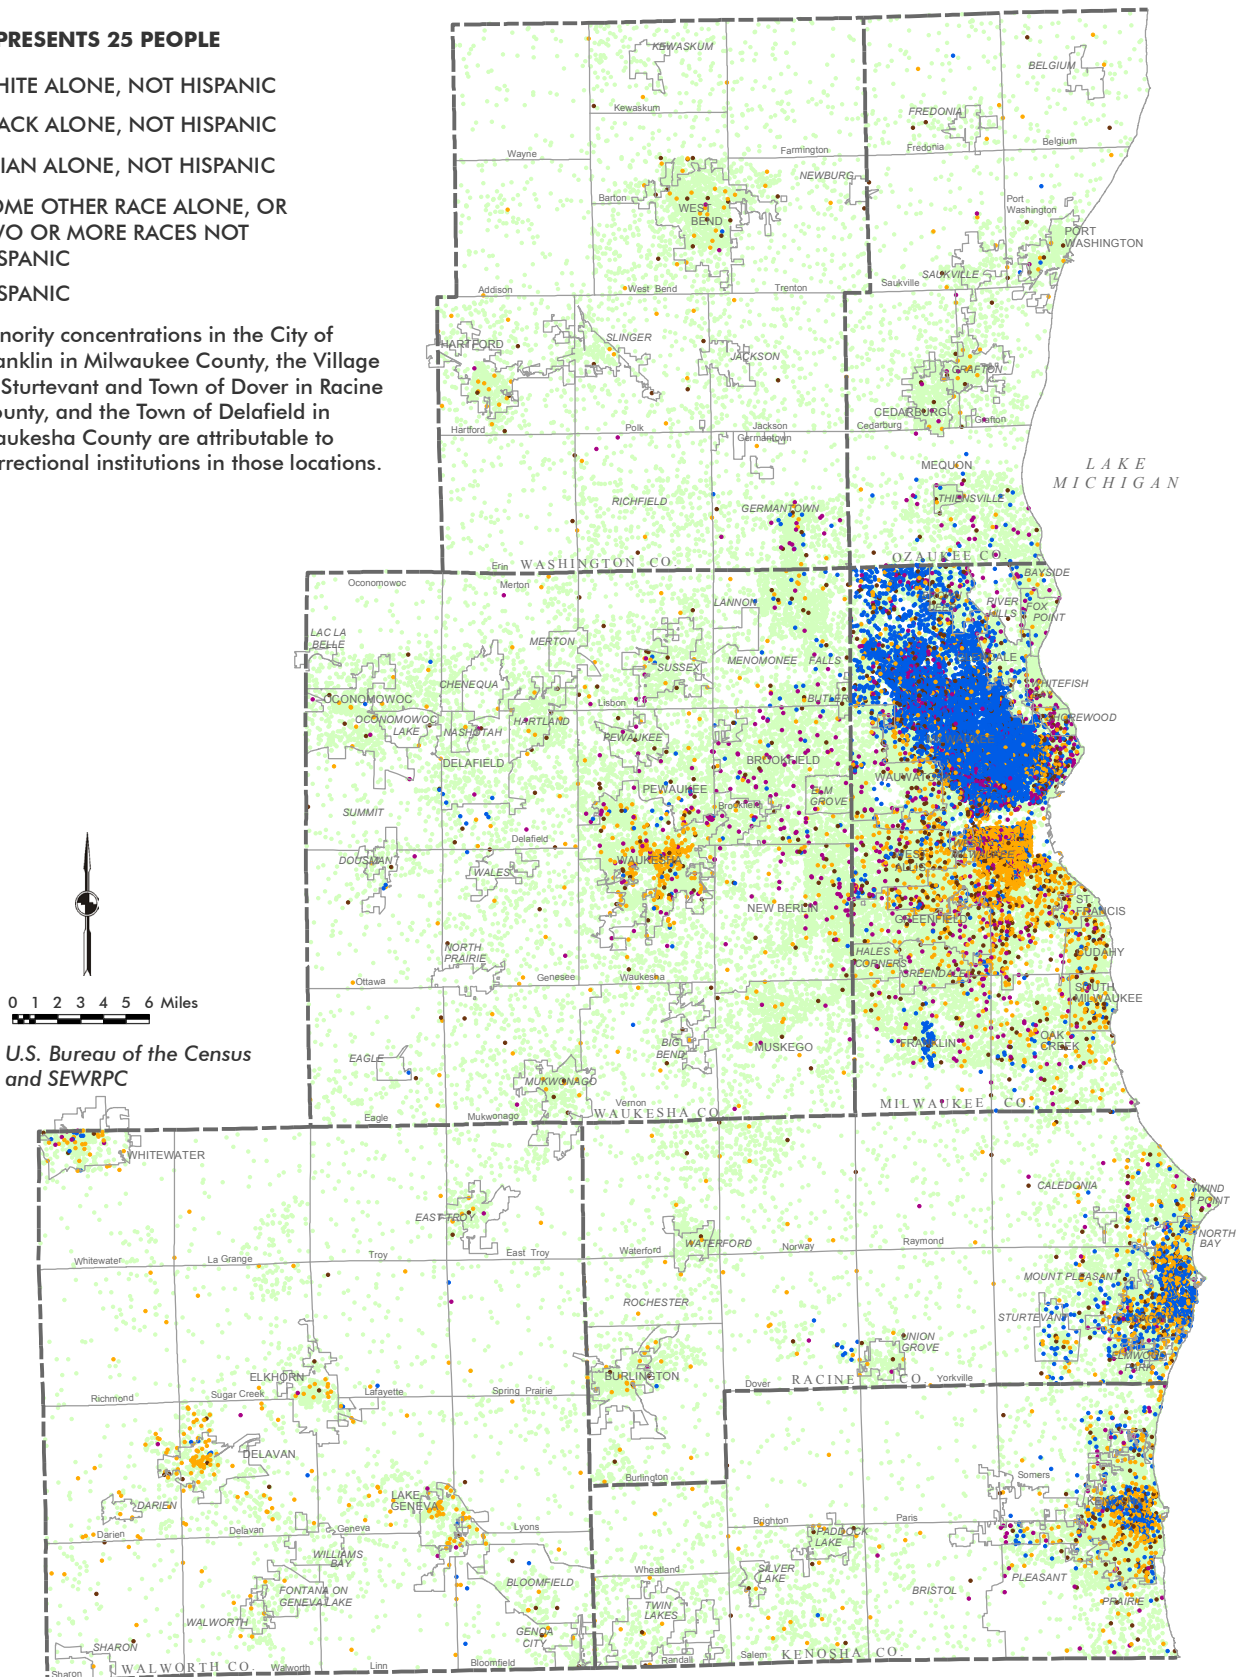 PRESENTS 25 PEOPLE
HITE ALONE, NOT HISPANIC
ACK ALONE, NOT HISPANIC
IAN ALONE, NOT HISPANIC
OME OTHER RACE ALONE, OR
WO OR MORE RACES NOT
SPANIC
SPANIC
nority concentrations in the City of
anklin in Milwaukee County, the Village
Sturtevant and Town of Dover in Racine
ounty, and the Town of Delafield in
aukesha County are attributable to
rrectional institutions in those locations.
KEWASKUM
BELGIUM
Kewaskum
FREDONIA
Wayne
Farmington
Fredonia
Belgium
NEWBURG
Barton
WEST
BEND
Port
Washington
PORT
WASHINGTON
SAUKVILLE
Addison
West Bend
Trenton
Saukville
HARTFORD
SLINGER
JACKSON
GRAFTON
CEDARBURG
Hartford
Polk
Jackson
Germantown
Cedarburg
Grafton
MEQUON
LAKE
MICHIGAN
THIENSVILLE
RICHFIELD
GERMANTOWN
Erin
WASHINGTON CO.
OZAUKEE CO.
Oconomowoc
Merton
BAYSIDE
LANNON
RIVER
HILLS
FOX
POINT
LAC LA
BELLE
MERTON
SUSSEX
MENOMONEE FALLS
CHENEQUA
WHITEFISH
OCONOMOWOC
Lisbon
BUTLER
OCONOMOWOC
LAKE
NASHOTAH
HARTLAND
SHOREWOOD
PEWAUKEE
DELAFIELD
BROOKFIELD
WAUWATOSA
PEWAUKEE
ELM
GROVE
Brookfield
SUMMIT
Delafield
DOUSMAN
WALES
WAUKESHA
WEST
ALLIS
WEST
MILWAUKEE
NEW BERLIN
GREENFIELD
ST.
FRANCIS
NORTH
PRAIRIE
HALES
CORNERS
CUDAHY
GREENDALE
Ottawa
Genesee
Waukesha
SOUTH
MILWAUKEE
0 1 2 3 4 5 6 Miles
EAGLE
BIG
BEND
MUSKEGO
FRANKLIN
OAK
CREEK
U.S. Bureau of the Census
and SEWRPC
MUKWONAGO
Eagle
Mukwonago
Vernon
WAUKESHA CO.
MILWAUKEE CO.
WHITEWATER
CALEDONIA
WIND
POINT
EAST TROY
WATERFORD
NORTH
BAY
Whitewater
La Grange
Troy
East Troy
Waterford
Norway
Raymond
MOUNT PLEASANT
ROCHESTER
STURTEVANT
UNION
GROVE
ELMWOOD
PARK
ELKHORN
BURLINGTON
Richmond
Sugar Creek
Lafayette
Spring Prairie
Dover
RACINE CO.
Yorkville
DELAVAN
Burlington
Somers
DARIEN
LAKE
GENEVA
KENOSHA
Darien
Delavan
Geneva
Lyons
Brighton
Paris
PADDOCK
LAKE
WILLIAMS
BAY
Wheatland
SILVER
LAKE
PLEASANT
PRAIRIE
BLOOMFIELD
FONTANA ON
GENEVA LAKE
BRISTOL
TWIN
LAKES
WALWORTH
GENOA
CITY
SHARON
Sharon
WALWORTH CO.
Walworth
Linn
Bloomfield
Randall
Salem
KENOSHA CO.